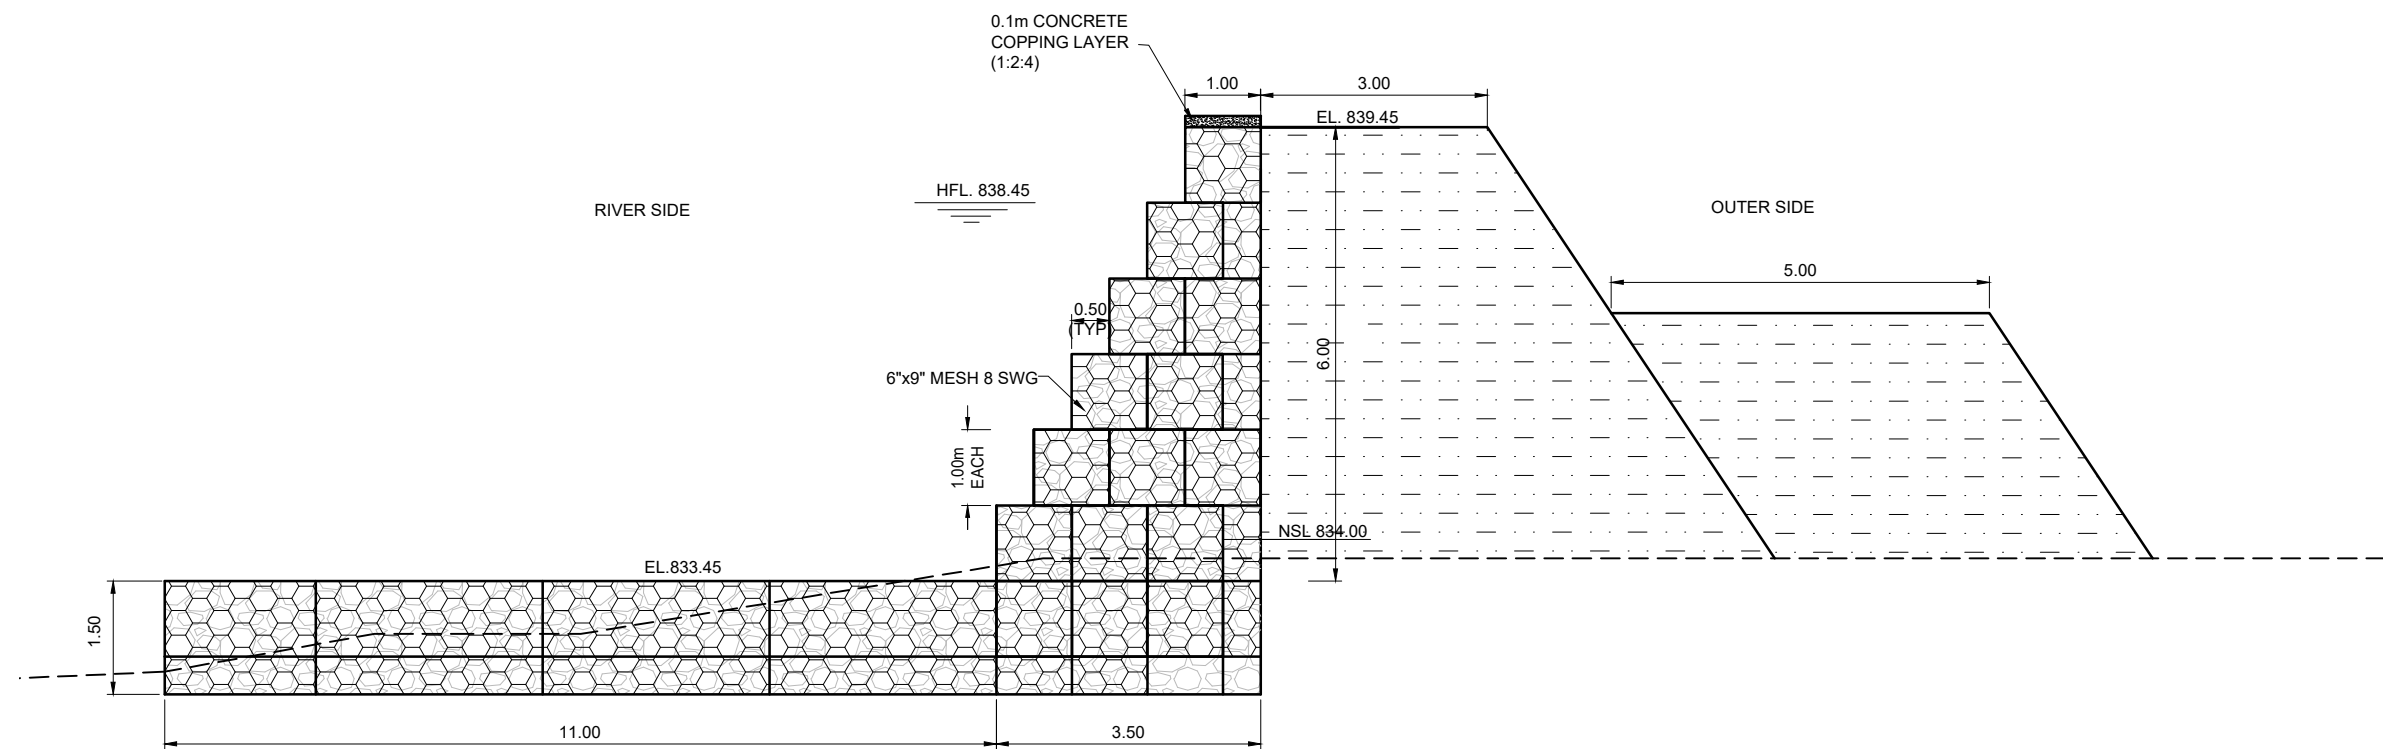 0.1m CONCRETE
COPPING LAYER
(1:2:4)
1.00
3.00
EL. 839.45
HFL. 838.45
RIVER SIDE
OUTER SIDE
5.00
0.50
(TYP
6.00
6"x9" MESH 8 SWG
1.00m
EACH
NSL 834.00
EL.833.45
1.50
11.00
3.50